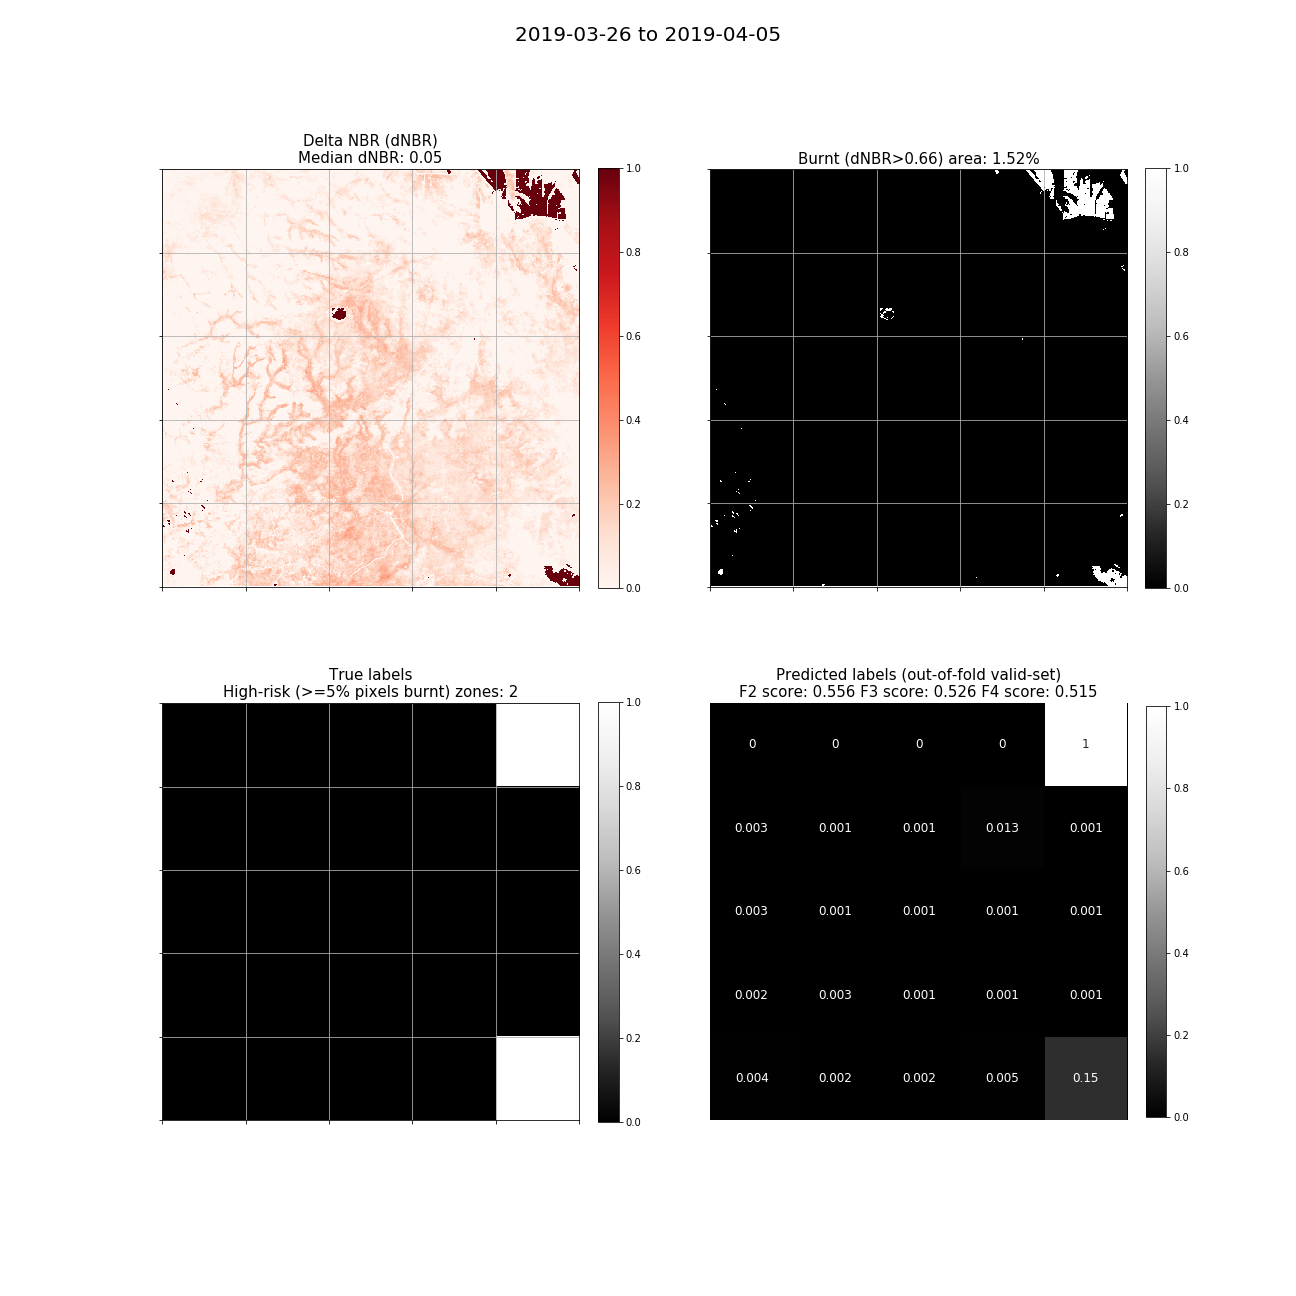 2019-03-26 to 2019-04-05
Delta NBR (dNBR)
Median dNBR: 0.05
1.0
0.8
0.6
0.4
0.2
0.0
Burnt (dNBR>0.66) area: 1.52%
1.0
0.8
0.6
0.4
0.2
0.0
True labels
High-risk (>=5% pixels burnt) zones: 2
1.0
0.8
0.6
0.4
0.2
0.0
Predicted labels (out-of-fold valid-set)
F2 score: 0.556 F3 score: 0.526 F4 score: 0.515
0 0 0 0 1
0.003 0.001 0.001 0.013 0.001
0.003 0.001 0.001 0.001 0.001
0.002 0.003 0.001 0.001 0.001
0.004 0.002 0.002 0.005 0.15
1.0
0.8
0.6
0.4
0.2
0.0